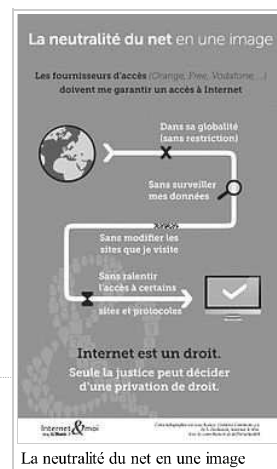 La neutralité du net en une image
Les fournisseurs d'accès (Orange, Free, Vodafone, ...)
doivent me garantir un accès à Internet
Dans sa globalité
(sans restriction)
Sans surveiller
mes données
Sans modifier les
sites que je visite
Sans ralentir
l'accès à certains
sites et protocoles
Internet est un droit.
Seule la justice peut décider
d'une privation de droit.
Internet & moi
La neutralité du net en une image